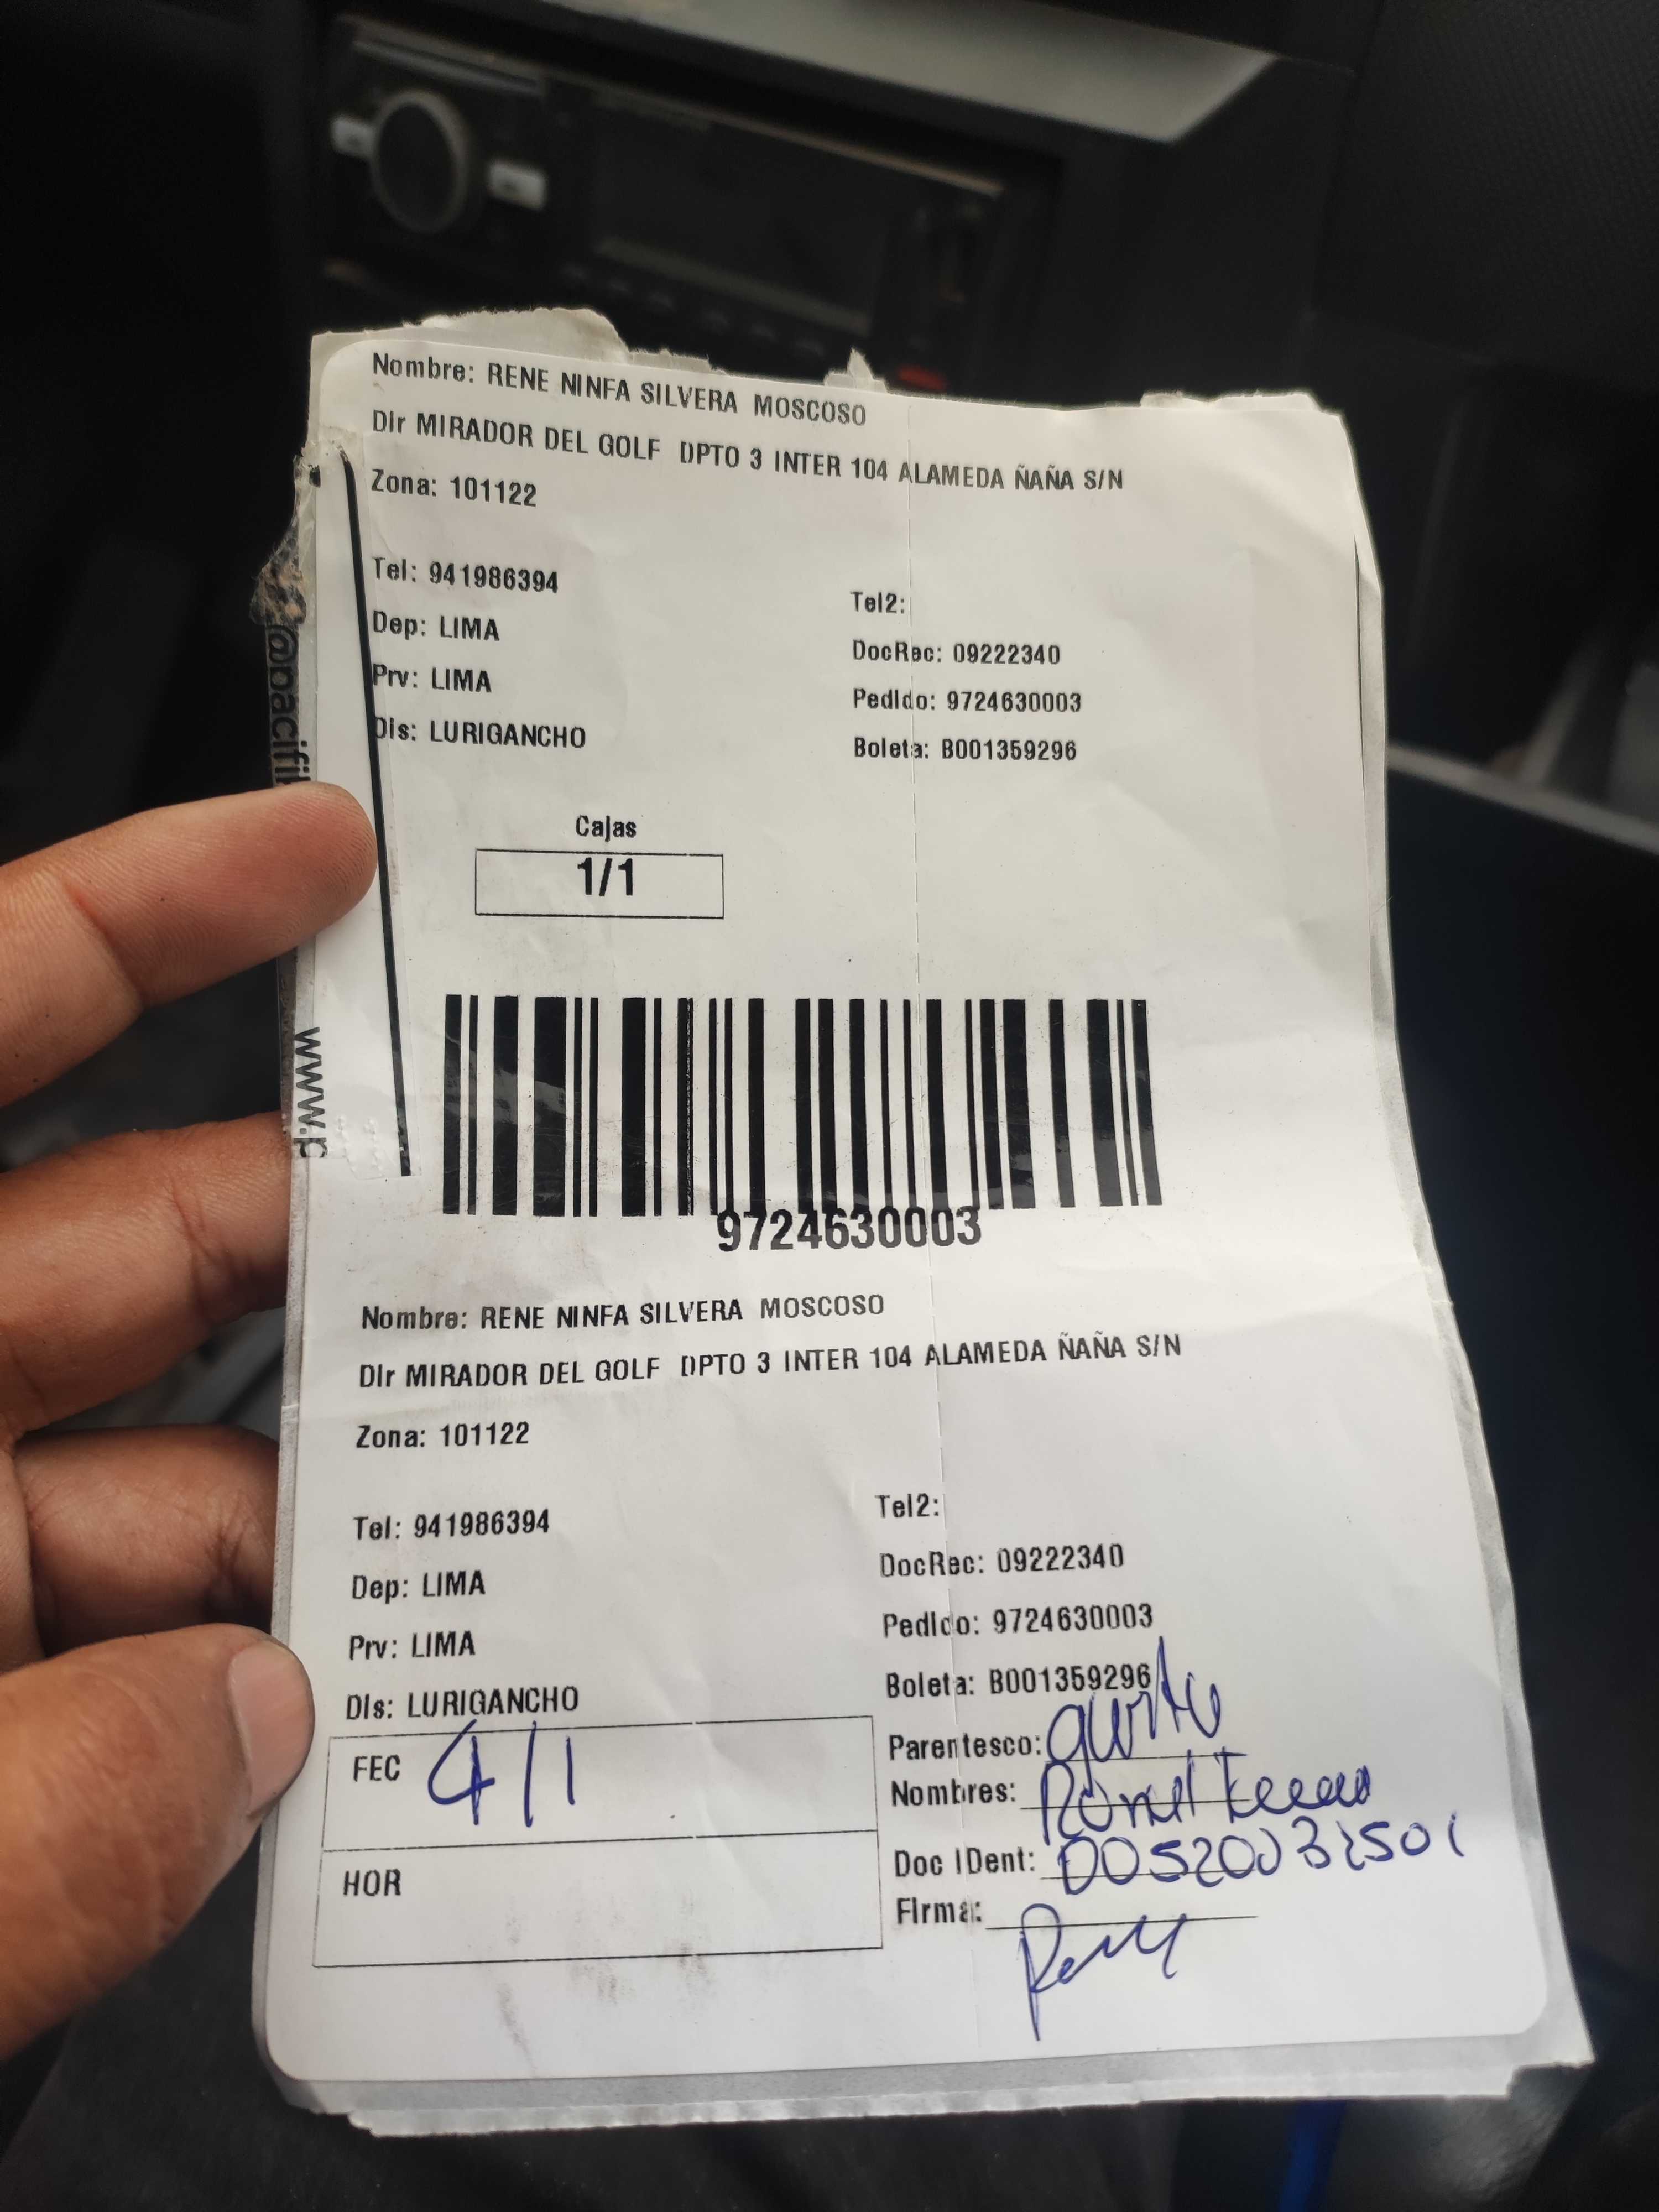 Nombre: RENE NINFA SILVERA MOSCOSO
Dir MIRADOR DEL GOLF DPTO 3 INTER 104 ALAMEDA ÑAÑA S/N
Zona: 101122
Tel: 941986394
Tel2:
Dep: LIMA
DocRec: 09222340
Prv: LIMA
Pedido: 9724630003
Dis: LURIGANCHO
Boleta: B001359296
Cajas
1/1
@pacifi
www.p
9724630003
Nombre: RENE NINFA SILVERA MOSCOSO
Dir MIRADOR DEL GOLF DPTO 3 INTER 104 ALAMEDA ÑAÑA S/N
Zona: 101122
Tel: 941986394
Tel2:
Dep: LIMA
DocRec: 09222340
Prv: LIMA
Pedido: 9724630003
Dis: LURIGANCHO
Boleta: B001359296
FEC 4/1
Parentesco:
Nombres:
HOR
Doc IDent:
Firma: